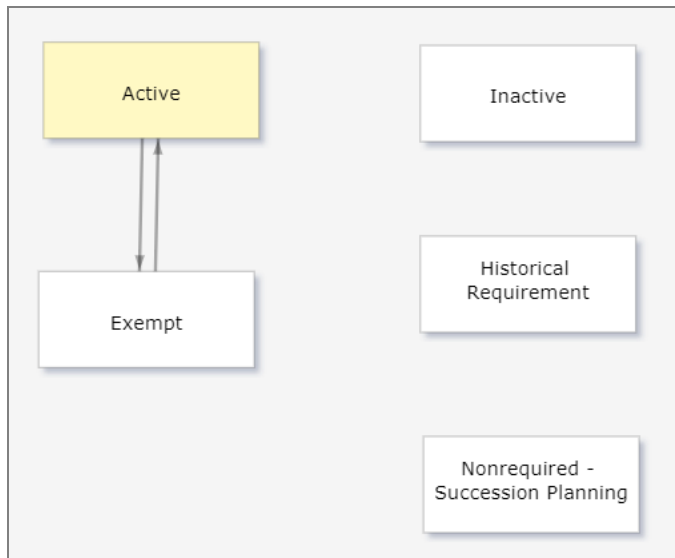 Active
Inactive
Exempt
Historical
Requirement
Nonrequired -
Succession Planning